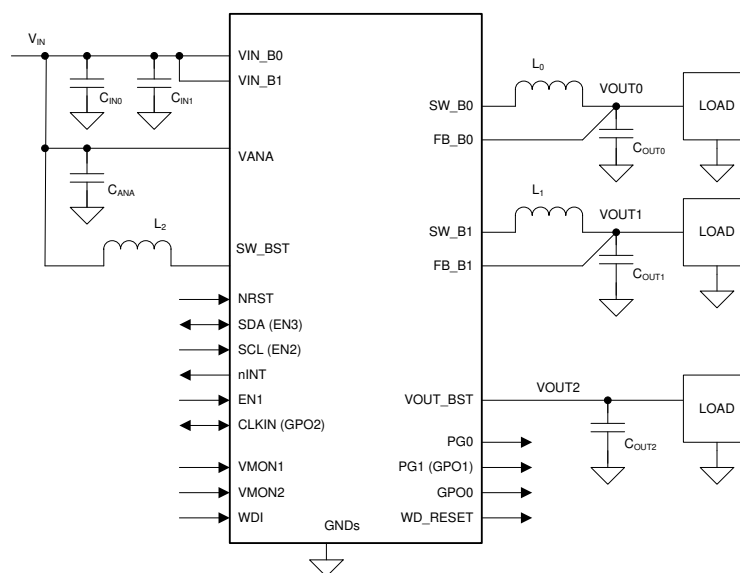 VIN
VIN_B0
VIN_B1
CIN0
CIN1
VANA
CANA
L2
SW_BST
NRST
SDA (EN3)
SCL (EN2)
nINT
EN1
CLKIN (GPO2)
VMON1
VMON2
WDI
GNDs
L0
VOUT0
SW_B0
LOAD
FB_B0
COUT0
L1
VOUT1
SW_B1
LOAD
FB_B1
COUT1
VOUT2
VOUT_BST
LOAD
COUT2
PG0
PG1 (GPO1)
GPO0
WD_RESET